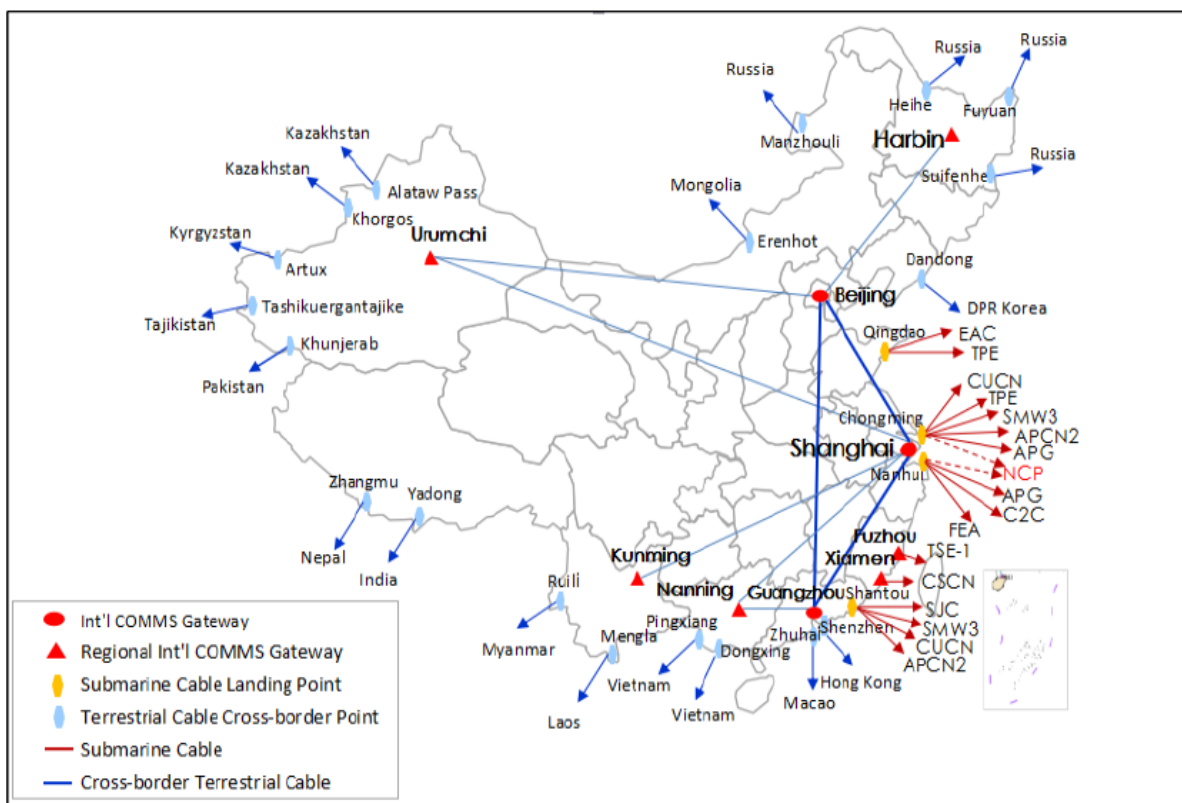 Russia
Russia
Russia
Heihe
Fuyuan
Manzhouli
Harbin
Kazakhstan
Russia
Kazakhstan
Suifenhe
Alataw Pass
Mongolia
Khorgos
Kyrgyzstan
Urumchi
Erenhot
Artux
Dandong
Beijing
Tashikuergantajike
DPR Korea
Tajikistan
Qingdao
EAC
Khunjerab
TPE
Pakistan
CUCN
TPE
Chongming
SMW3
APCN2
Shanghai
APG
Nanhui
NCP
Zhangmu
Yadong
APG
C2C
FEA
Fuzhou
Nepal
Kunming
Xiamen
TSE-1
India
Ruili
Nanning
Guangzhou
Shantou
CSCN
SJC
Pingxiang
Shenzhen
SMW3
Zhuhai
Mengla
CUCN
Myanmar
Dongxing
APCN2
Hong Kong
Vietnam
Macao
Laos
Vietnam
Int'l COMMS Gateway
Regional Int'l COMMS Gateway
Submarine Cable Landing Point
Terrestrial Cable Cross-border Point
Submarine Cable
Cross-border Terrestrial Cable